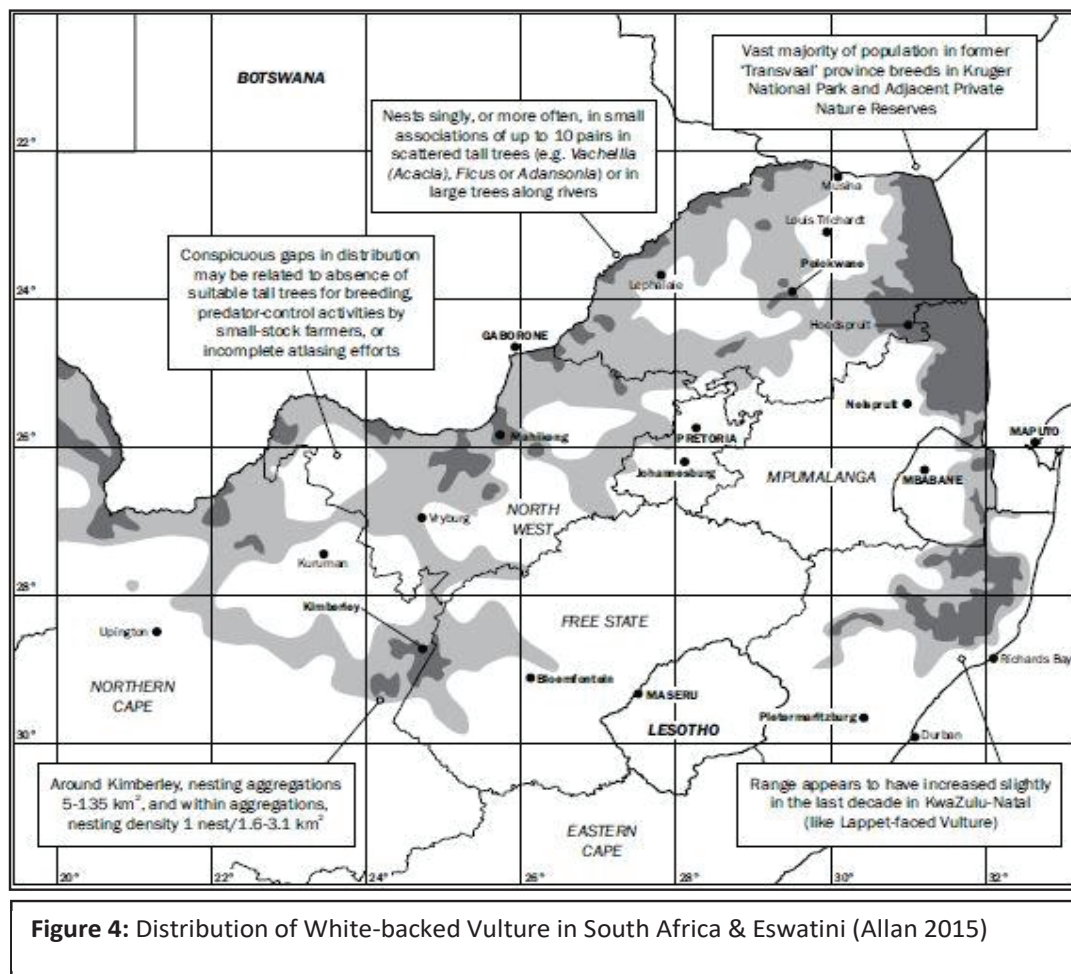 BOTSWANA
Vast majority of population in former
'Transvaal' province breeds in Kruger
National Park and Adjacent Private
Nature Reserves
Nests singly, or more often, in small
associations of up to 10 pairs in
scattered tall trees (e.g. Vachellia
(Acacia), Ficus or Adansonia) or in
large trees along rivers
22°
Musina
Louis Trichardt
Conspicuous gaps in distribution
may be related to absence of
suitable tall trees for breeding,
predator-control activities by
small-stock farmers, or
incomplete atlasing efforts
Polokwane
Lephalale
24°
Hoedspruit
GABORONE
Nelspruit
26°
Mahikeng
PRETORIA
MAPUTO
Johannesburg
MPUMALANGA
MBABANE
NORTH
WEST
Vryburg
Kuruman
28°
Kimberley
FREE STATE
Upington
Richards Bay
NORTHERN
CAPE
Bloemfontein
MASERU
LESOTHO
Pietermaritzburg
Durban
30°
Around Kimberley, nesting aggregations
5-135 km², and within aggregations,
nesting density 1 nest/1.6-3.1 km²
Range appears to have increased slightly
in the last decade in KwaZulu-Natal
(like Lappet-faced Vulture)
EASTERN
CAPE
20° 22° 24° 26° 28° 30° 32°
Figure 4: Distribution of White-backed Vulture in South Africa & Eswatini (Allan 2015)